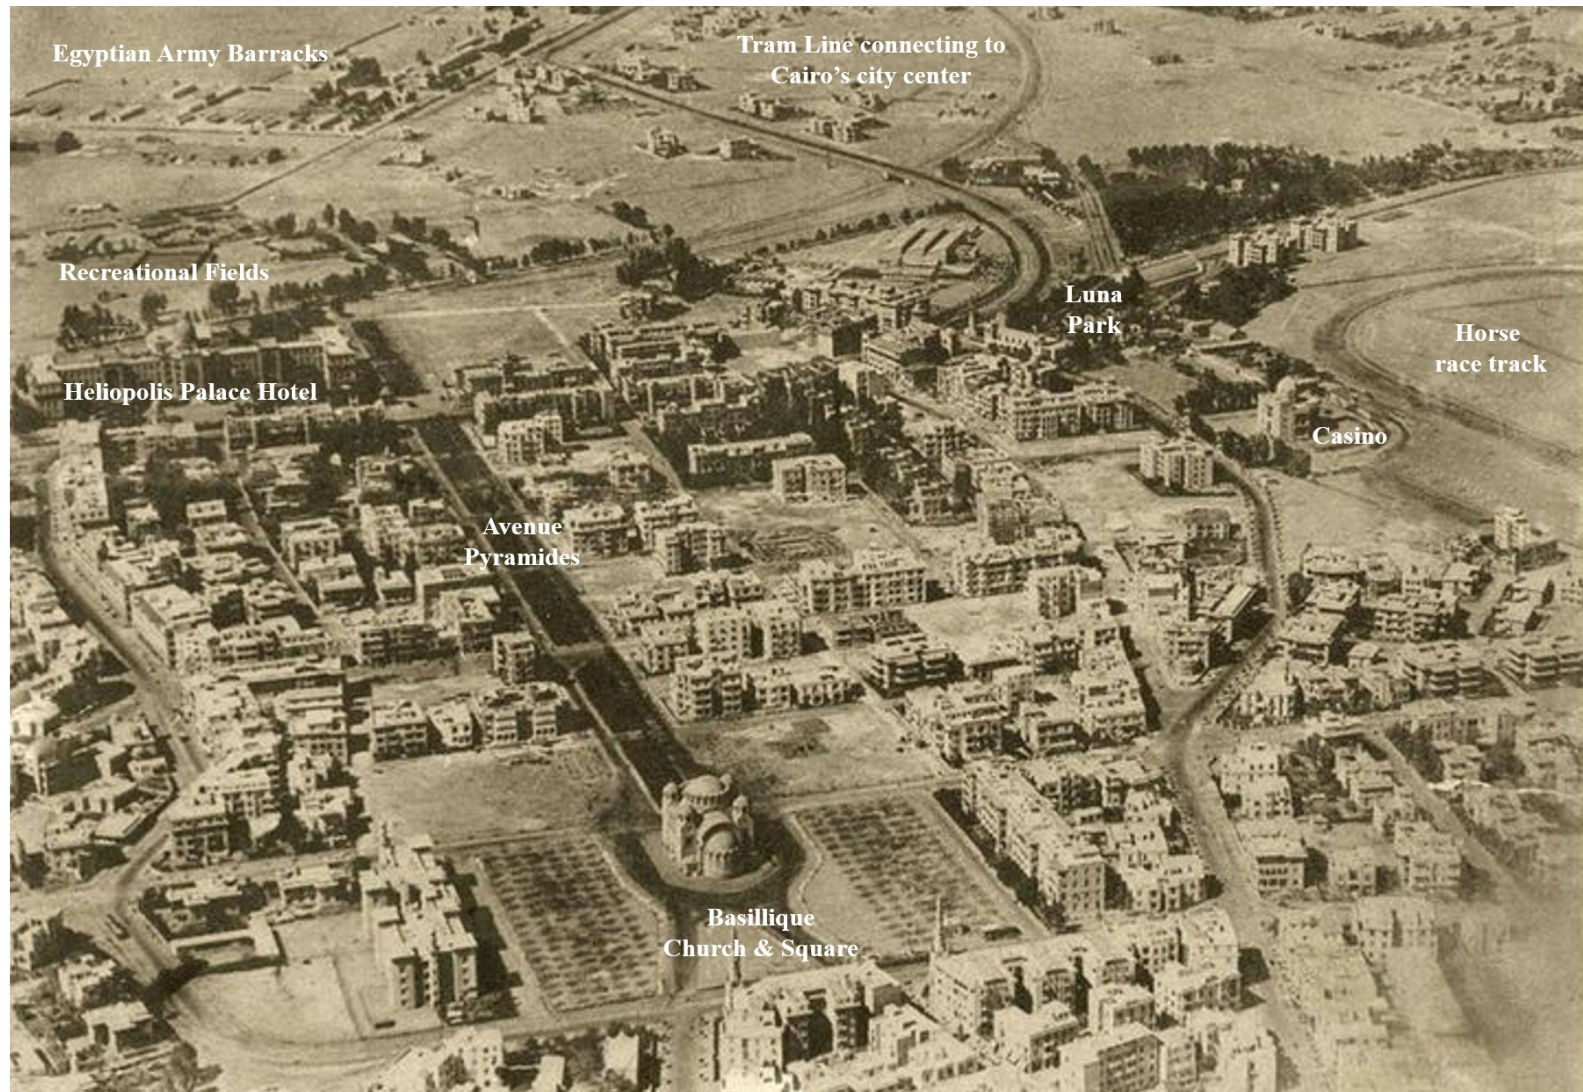 Egyptian Army Barracks
Tram Line connecting to
Cairo's city center
Recreational Fields
Luna
Park
Horse
race track
Heliopolis Palace Hotel
Casino
Avenue
Pyramides
Basillique
Church & Square